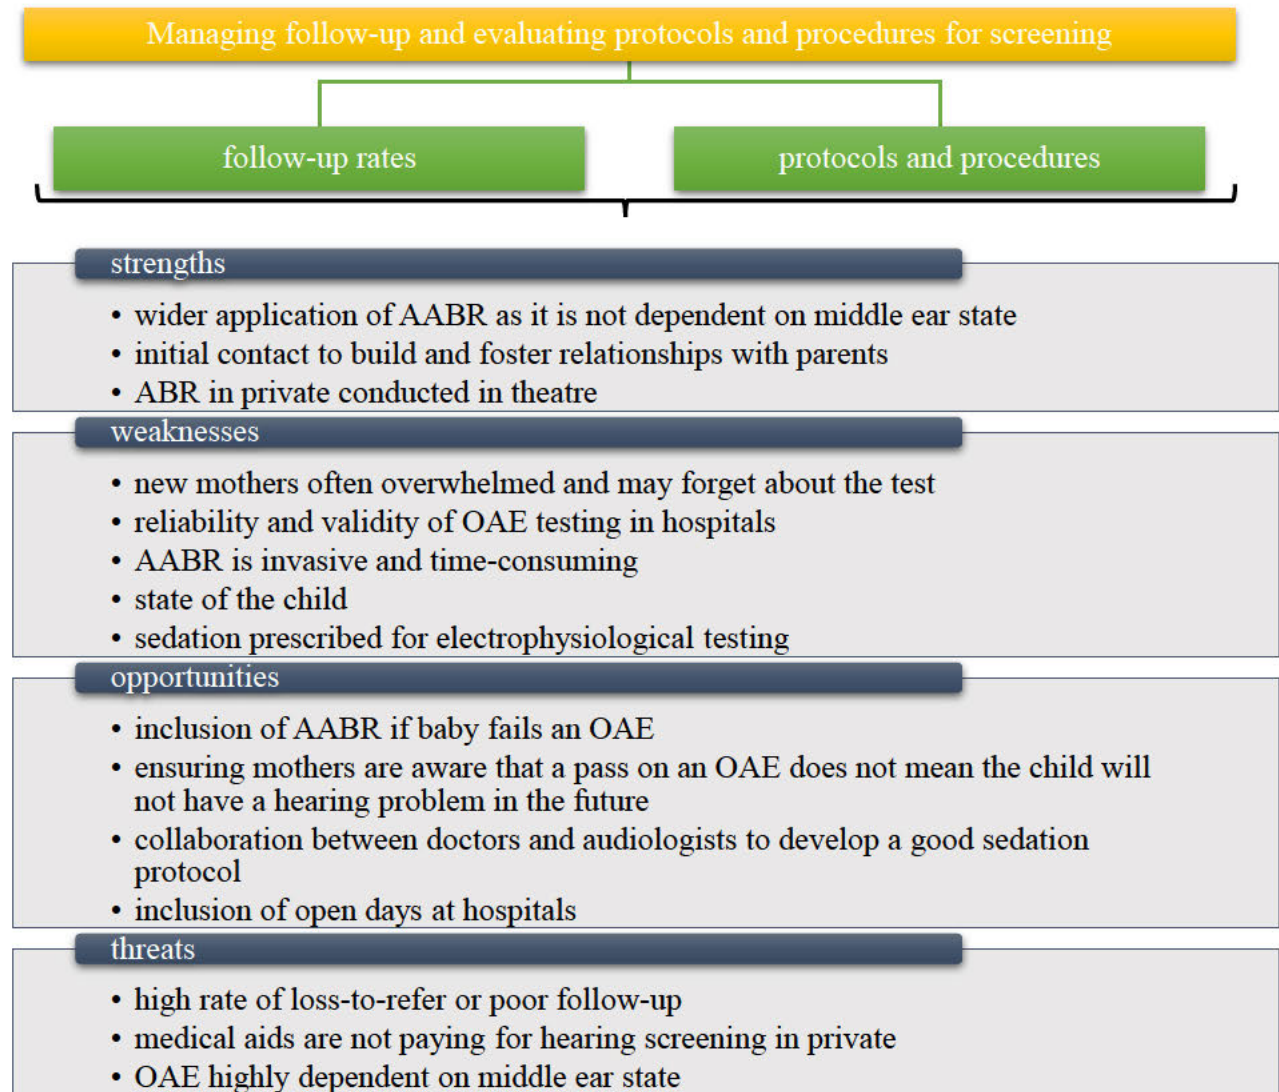 Managing follow-up and evaluating protocols and procedures for screening
follow-up rates
protocols and procedures
strengths
• wider application of AABR as it is not dependent on middle ear state
• initial contact to build and foster relationships with parents
• ABR in private conducted in theatre
weaknesses
• new mothers often overwhelmed and may forget about the test
• reliability and validity of OAE testing in hospitals
• AABR is invasive and time-consuming
• state of the child
• sedation prescribed for electrophysiological testing
opportunities
• inclusion of AABR if baby fails an OAE
• ensuring mothers are aware that a pass on an OAE does not mean the child will
not have a hearing problem in the future
• collaboration between doctors and audiologists to develop a good sedation
protocol
• inclusion of open days at hospitals
threats
• high rate of loss-to-refer or poor follow-up
• medical aids are not paying for hearing screening in private
• OAE highly dependent on middle ear state